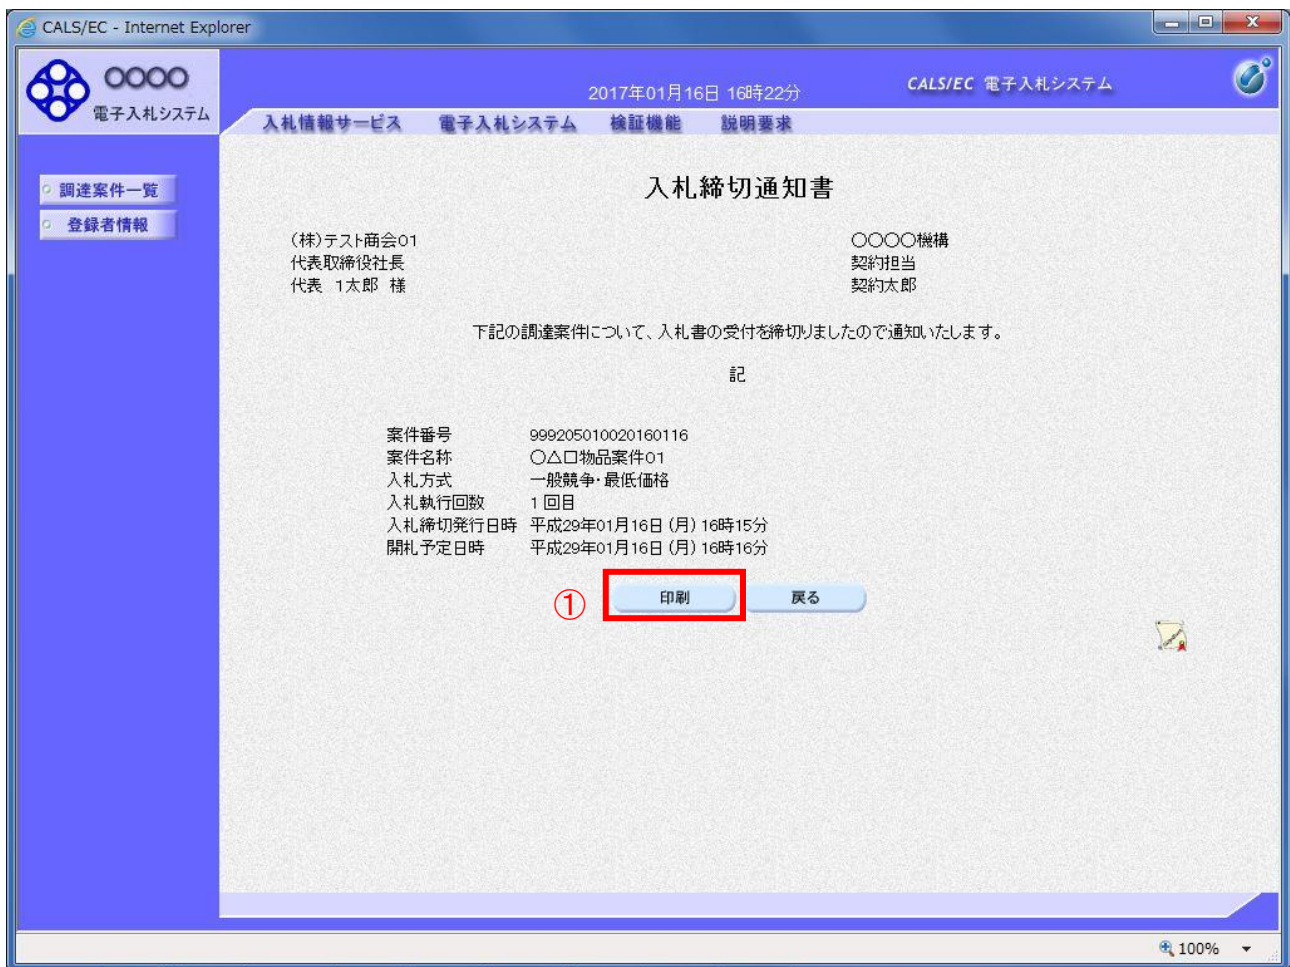 CALS/EC - Internet Explorer
〇〇〇〇
電子入札システム
2017年01月16日 16時22分
CALS/EC 電子入札システム
入札情報サービス 電子入札システム 検証機能 説明要求
調達案件一覧
登録者情報
入札締切通知書
(株)テスト商会01
代表取締役社長
代表 1太郎 様
〇〇〇〇機構
契約担当
契約太郎
下記の調達案件について、入札書の受付を締切りましたので通知いたします。
記
案件番号 999205010020160116
案件名称 〇△口物品案件01
入札方式 一般競争・最低価格
入札執行回数 1回目
入札締切発行日時 平成29年01月16日(月)16時15分
開札予定日時 平成29年01月16日(月)16時16分
① 印刷 戻る
100%